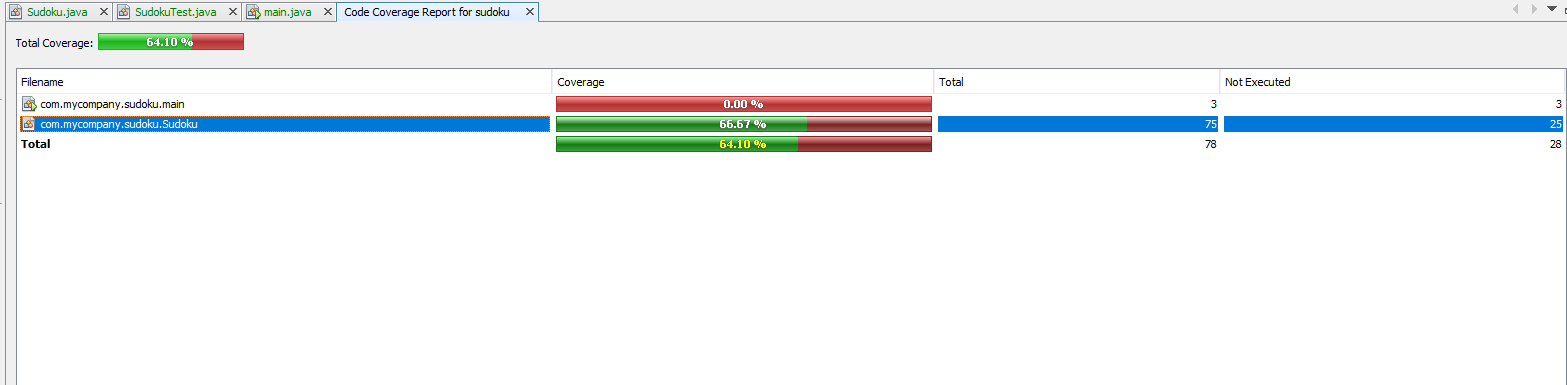 Sudoku.java SudokuTest.java main.java Code Coverage Report for sudoku
Total Coverage: 64.10 %
Filename Coverage Total Not Executed
com.mycompany.sudoku.main 0.00 % 3 3
com.mycompany.sudoku.Sudoku 66.67 % 75 25
Total 64.10 % 78 28